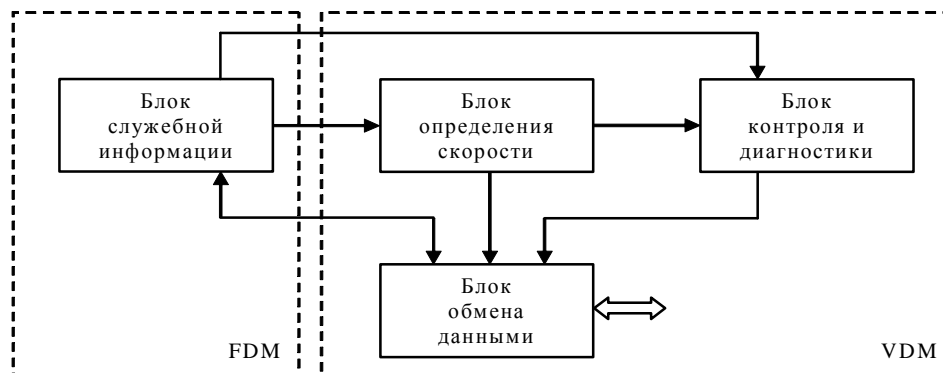 Блок
служебной
информации
Блок
определения
скорости
Блок
контроля и
диагностики
Блок
обмена
данными
FDM
VDM